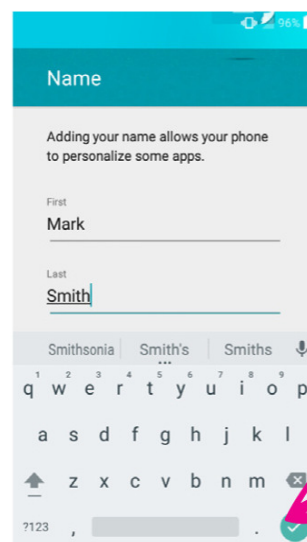 96%
Name
Adding your name allows your phone
to personalize some apps.
First
Mark
Last
Smith
Smithsonia Smith's Smiths
1 2 3 4 5 6 7 8 9
q w e r t y u i o p
a s d f g h j k l
z x c v b n m
?123 , .